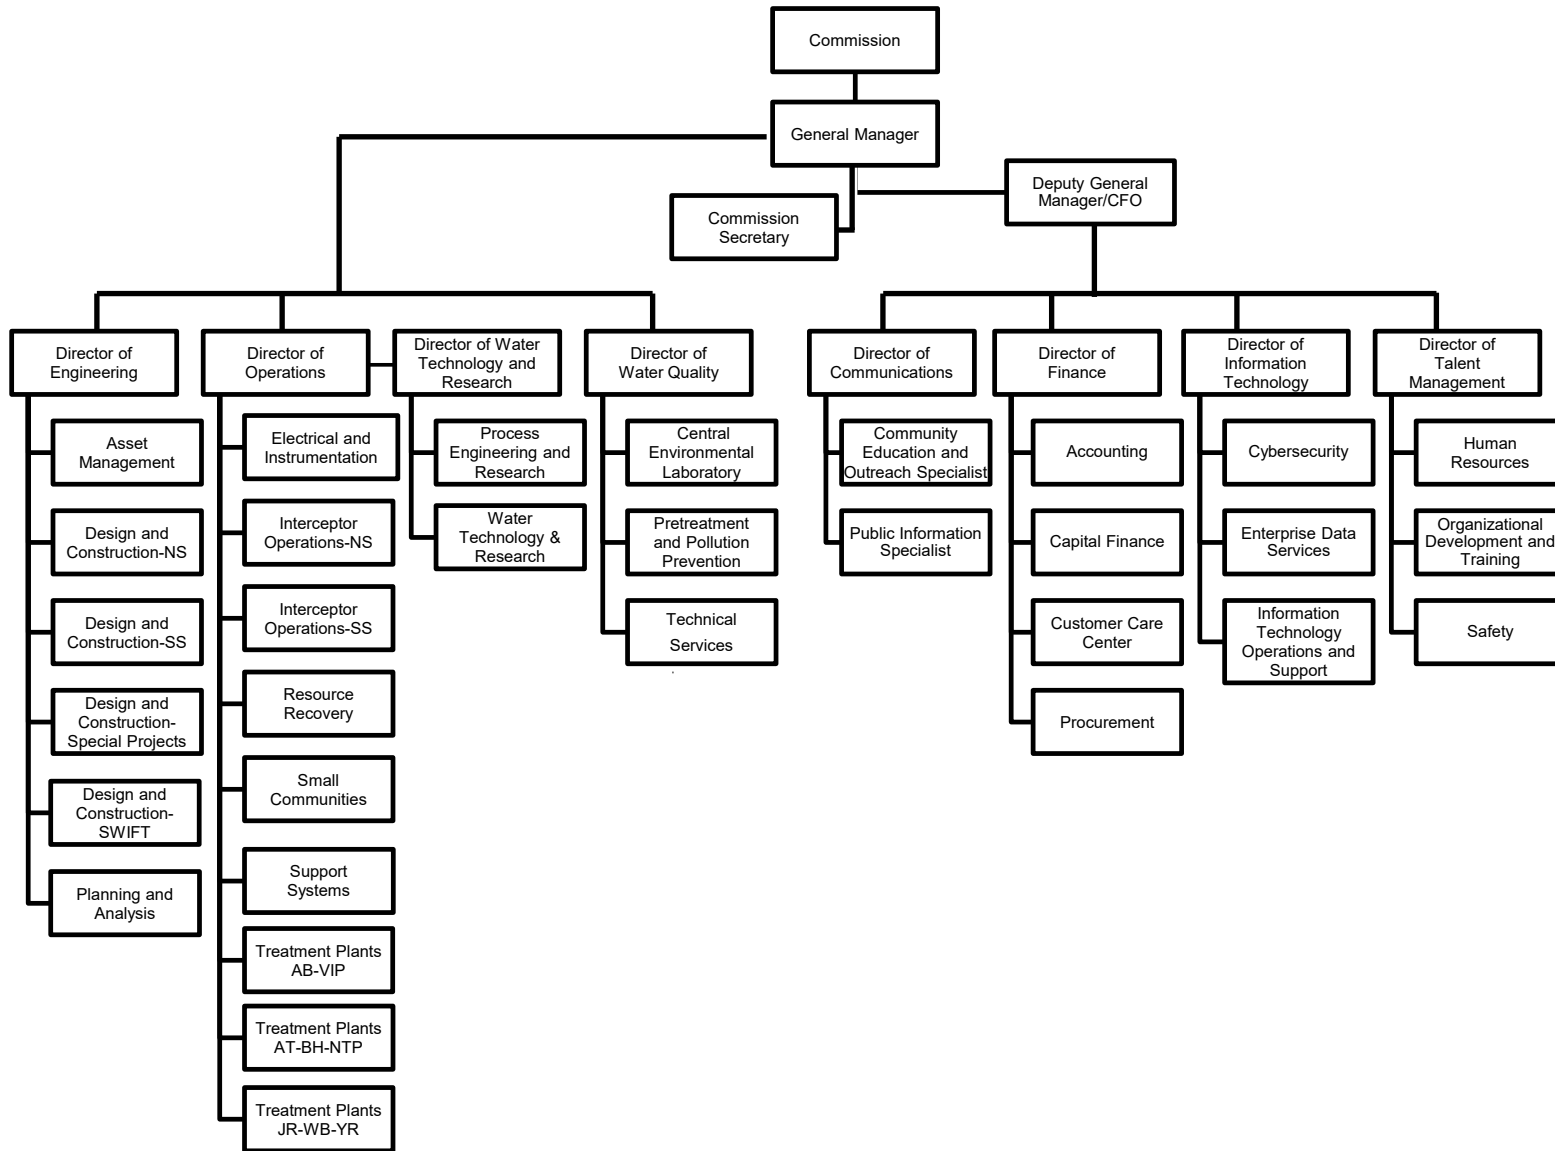 Commission
General Manager
Deputy General
Manager/CFO
Commission
Secretary
Director of
Engineering
Director of
Operations
Director of Water
Technology and
Research
Director of
Water Quality
Director of
Communications
Director of
Finance
Director of
Information
Technology
Director of
Talent
Management
Asset
Management
Design and
Construction-NS
Design and
Construction-SS
Design and
Construction-
Special Projects
Design and
Construction-
SWIFT
Planning and
Analysis
Electrical and
Instrumentation
Interceptor
Operations-NS
Interceptor
Operations-SS
Resource
Recovery
Small
Communities
Support
Systems
Treatment Plants
AB-VIP
Treatment Plants
AT-BH-NTP
Treatment Plants
JR-WB-YR
Process
Engineering and
Research
Water
Technology &
Research
Central
Environmental
Laboratory
Pretreatment
and Pollution
Prevention
Technical
Services
Community
Education and
Outreach Specialist
Public Information
Specialist
Accounting
Capital Finance
Customer Care
Center
Procurement
Cybersecurity
Enterprise Data
Services
Information
Technology
Operations and
Support
Human
Resources
Organizational
Development and
Training
Safety